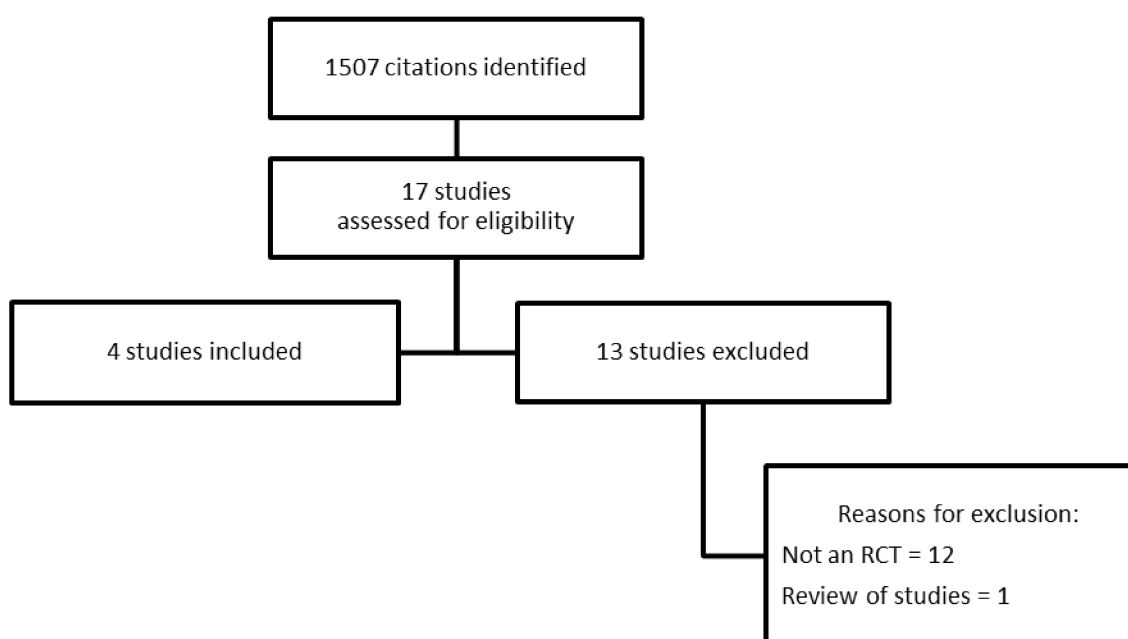 1507 citations identified
17 studies
assessed for eligibility
4 studies included
13 studies excluded
Reasons for exclusion:
Not an RCT = 12
Review of studies = 1